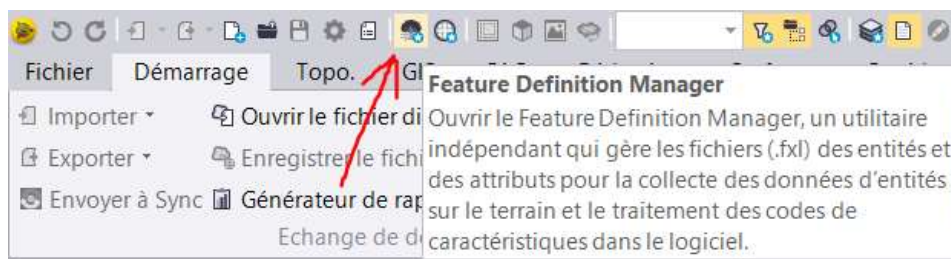 Fichier Démarrage Topo.
Feature Definition Manager
Importer Ouvrir le fichier di
Ouvrir le Feature Definition Manager, un utilitaire
Exporter Enregistrer le fichi
indépendant qui gère les fichiers (.fxl) des entités et
des attributs pour la collecte des données d'entités
Envoyer à Sync Générateur de rap
sur le terrain et le traitement des codes de
Echange de d
caractéristiques dans le logiciel.